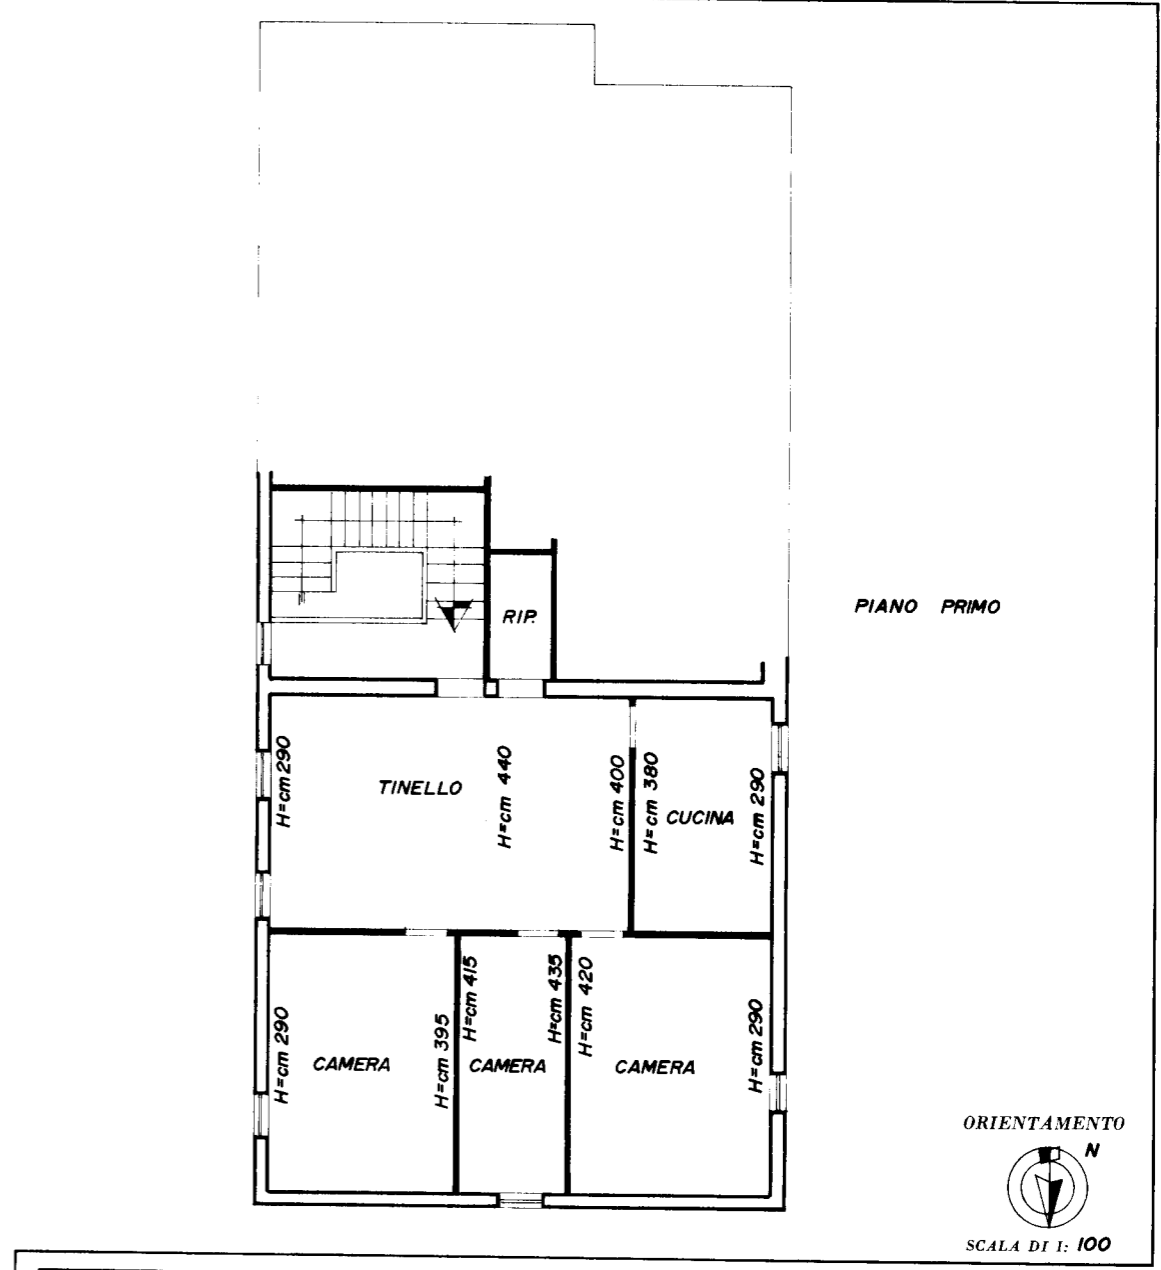 PIANO PRIMO
RIP.
H=cm 290
TINELLO
H=cm 440
H=cm 400
H=cm 380
CUCINA
H=cm 290
H=cm 290
CAMERA
H=cm 395
H=cm 415
CAMERA
H=cm 435
H=cm 420
CAMERA
H=cm 290
ORIENTAMENTO
N
SCALA DI 1: 100